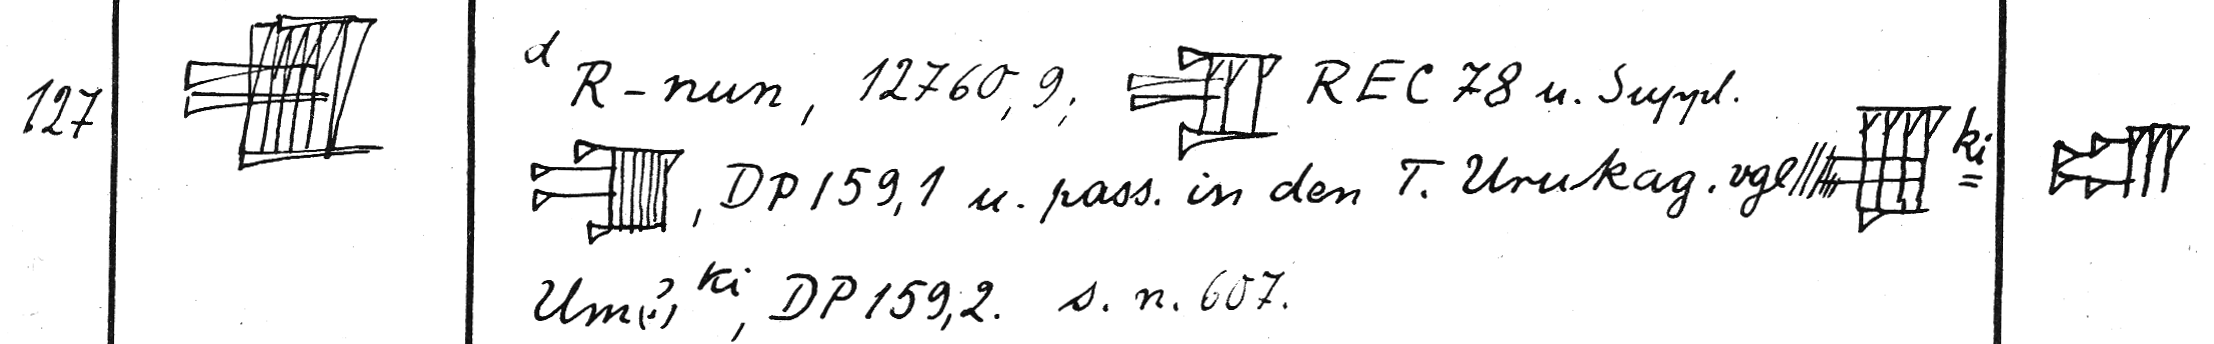 127
ᵈR-nun, 12760,9; REC 78 u. Suppl.
, DP 159,1 u. pass. in den T. Urukag. vgl ᵏⁱ =
Um(?)ᵏⁱ, DP 159,2. s. n. 607.